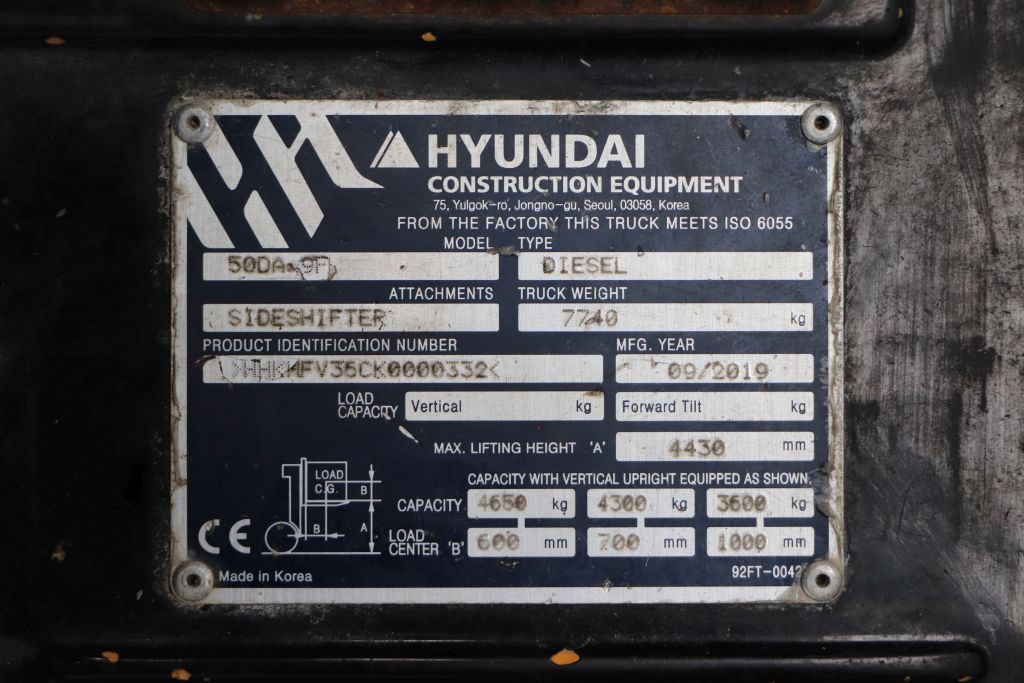 HYUNDAI
CONSTRUCTION EQUIPMENT
75, Yulgok-ro, Jongno-gu, Seoul, 03058, Korea
FROM THE FACTORY THIS TRUCK MEETS ISO 6055
MODEL TYPE
50DA-9F DIESEL
ATTACHMENTS TRUCK WEIGHT
SIDESHIFTER 7740 kg
PRODUCT IDENTIFICATION NUMBER MFG. YEAR
09/2019
LOAD CAPACITY Vertical kg Forward Tilt kg
MAX. LIFTING HEIGHT 'A' 4430 mm
CAPACITY WITH VERTICAL UPRIGHT EQUIPPED AS SHOWN.
LOAD
C.G. B
B A
CAPACITY 4650 kg 4300 kg 3600 kg
LOAD CENTER 'B' 600 mm 700 mm 1000 mm
CE
Made in Korea